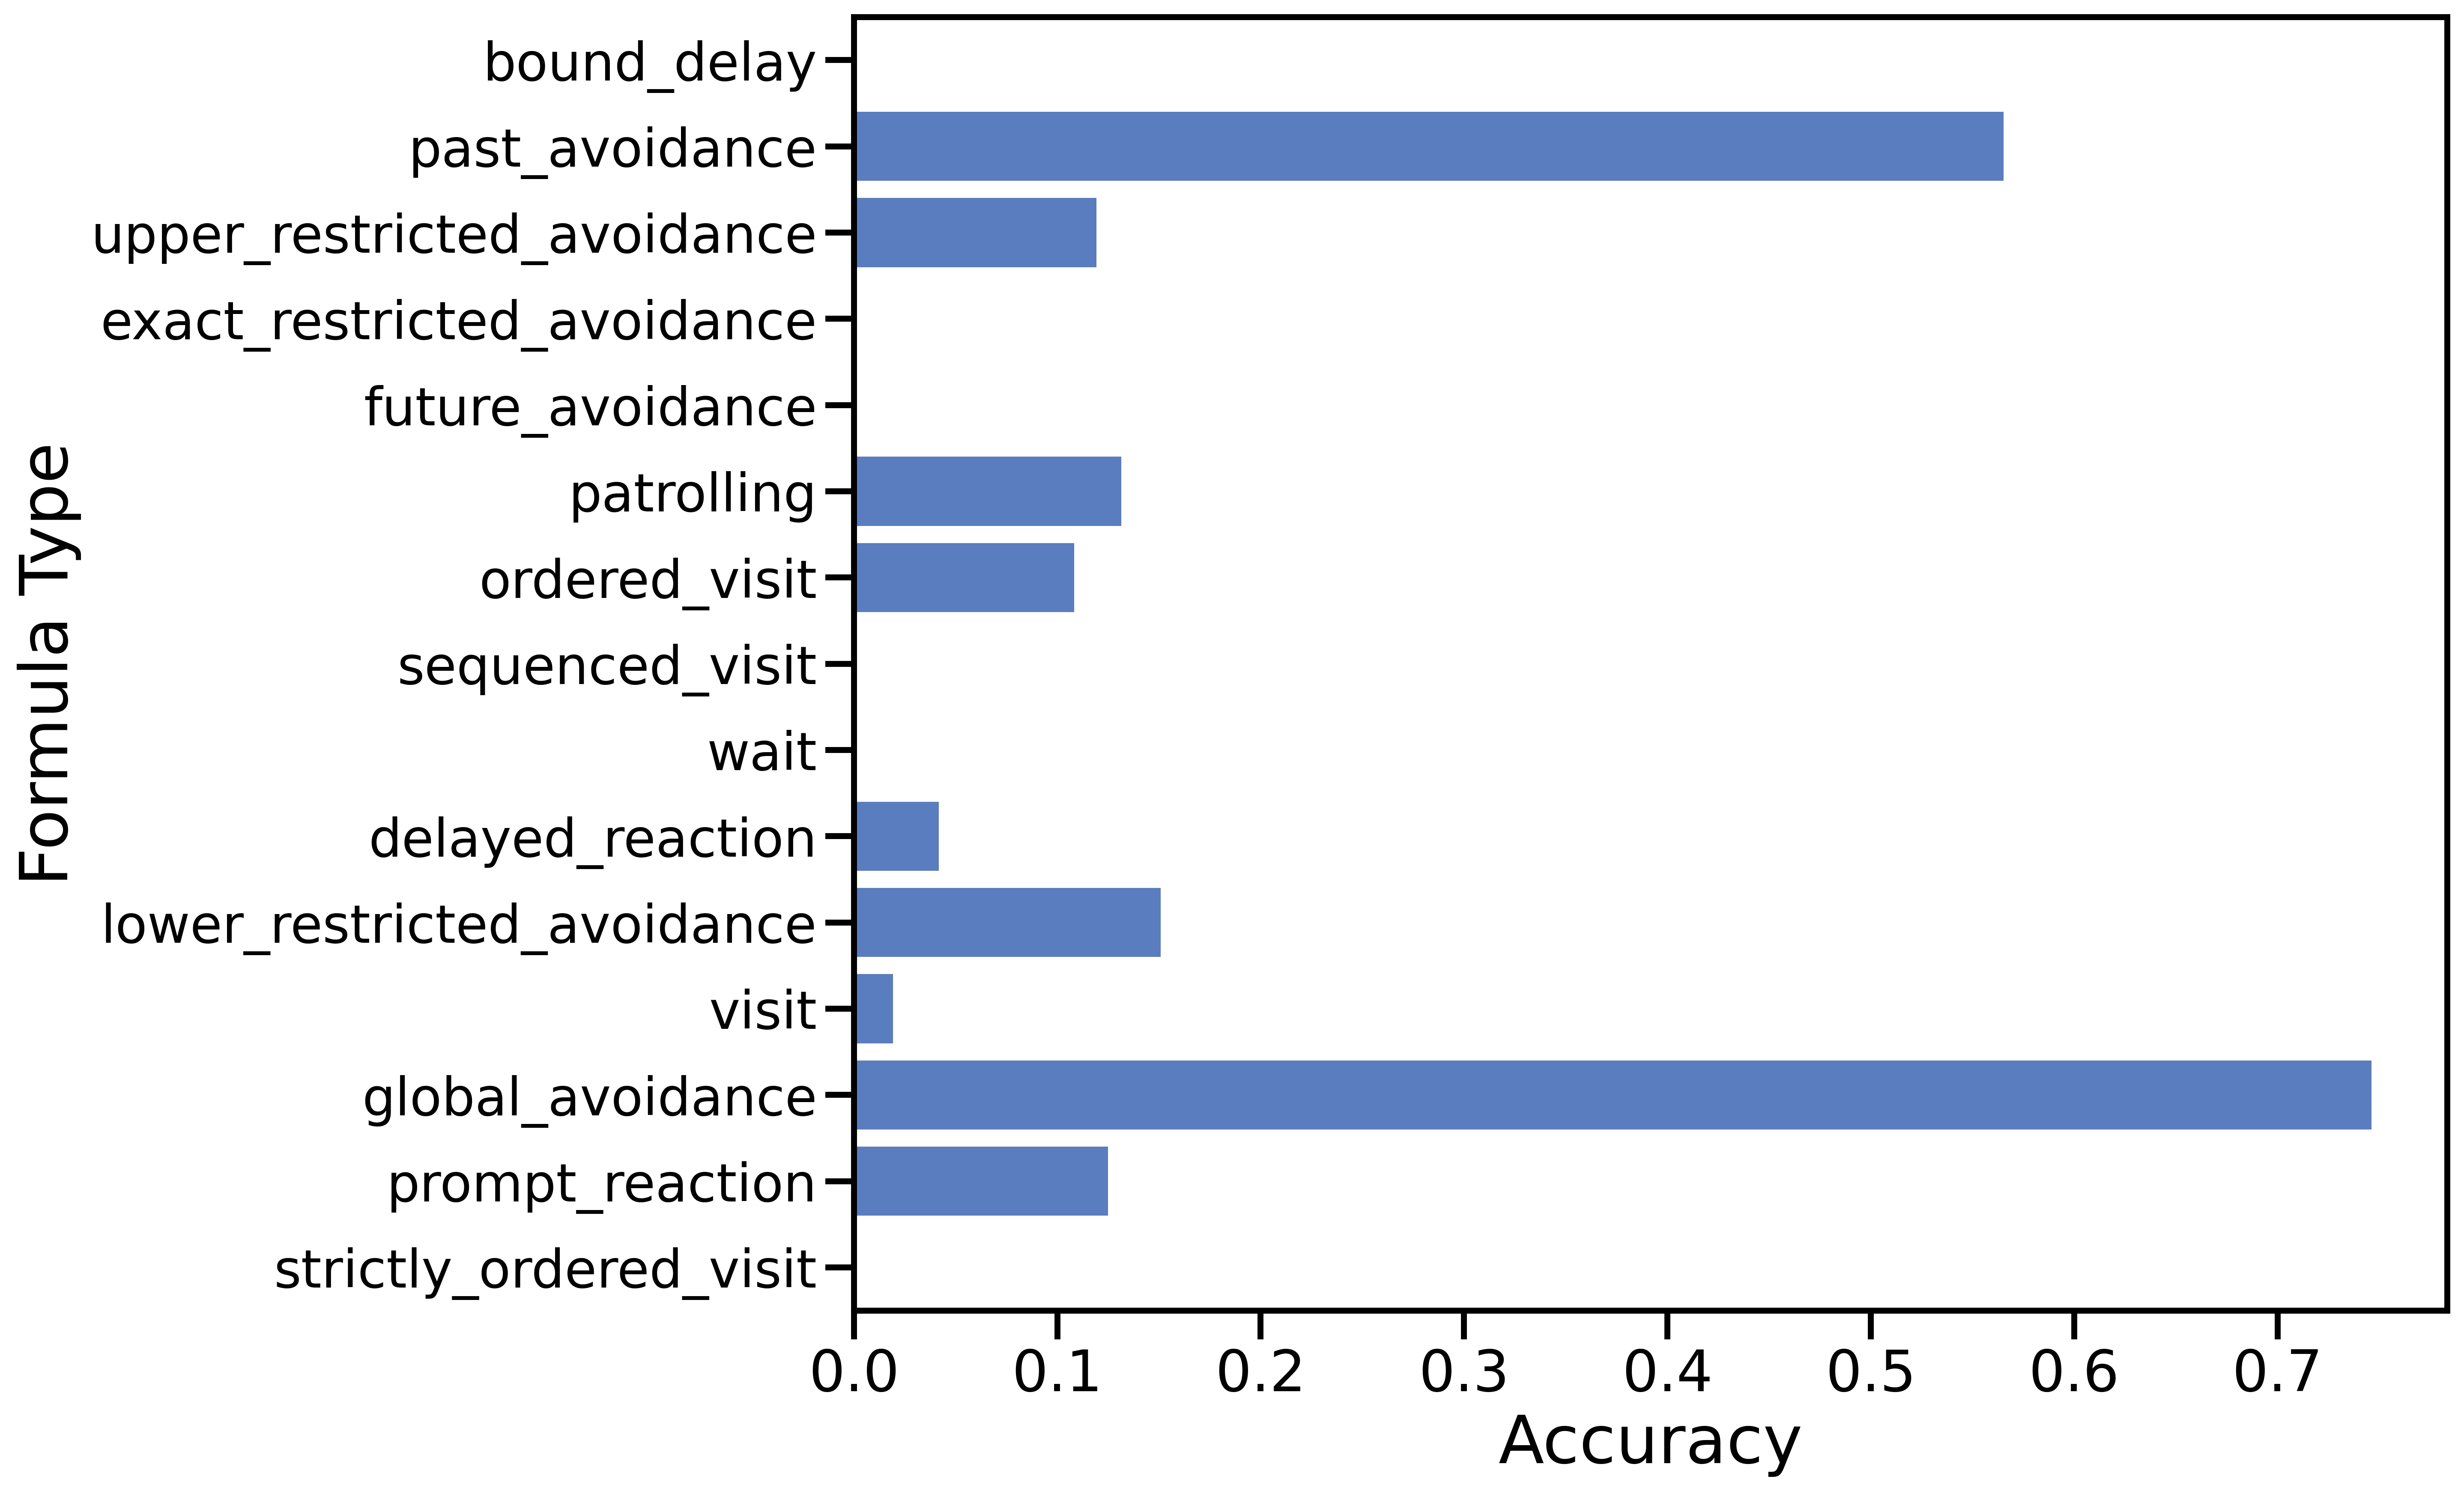 bound_delay
past_avoidance
upper_restricted_avoidance
exact_restricted_avoidance
future_avoidance
patrolling
ordered_visit
sequenced_visit
wait
delayed_reaction
lower_restricted_avoidance
visit
global_avoidance
prompt_reaction
strictly_ordered_visit
Formula Type
0.0 0.1 0.2 0.3 0.4 0.5 0.6 0.7
Accuracy